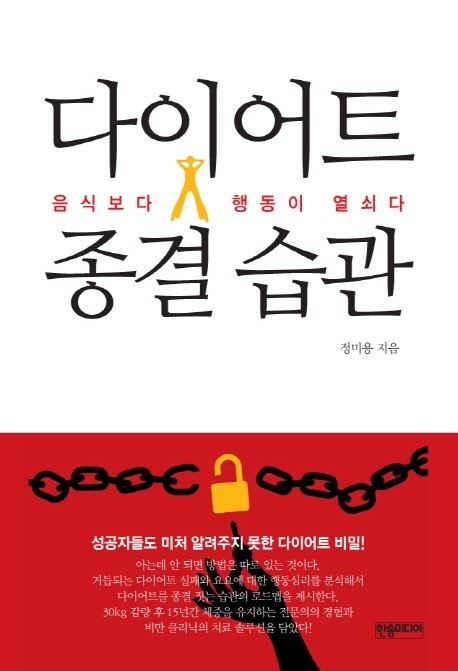 다이어트
음식보다 행동이 열쇠다
종결 습관
정미용 지음
성공자들도 미처 알려주지 못한 다이어트 비밀!
아는데 안 되면 방법은 따로 있는 것이다.
거듭되는 다이어트 실패와 요요에 대한 행동심리를 분석해서
다이어트를 종결 짓는 습관의 로드맵을 제시한다.
30kg 감량 후 15년간 체중을 유지하는 전문의의 경험과
비만 클리닉의 치료 솔루션을 담았다!
한솜미디어